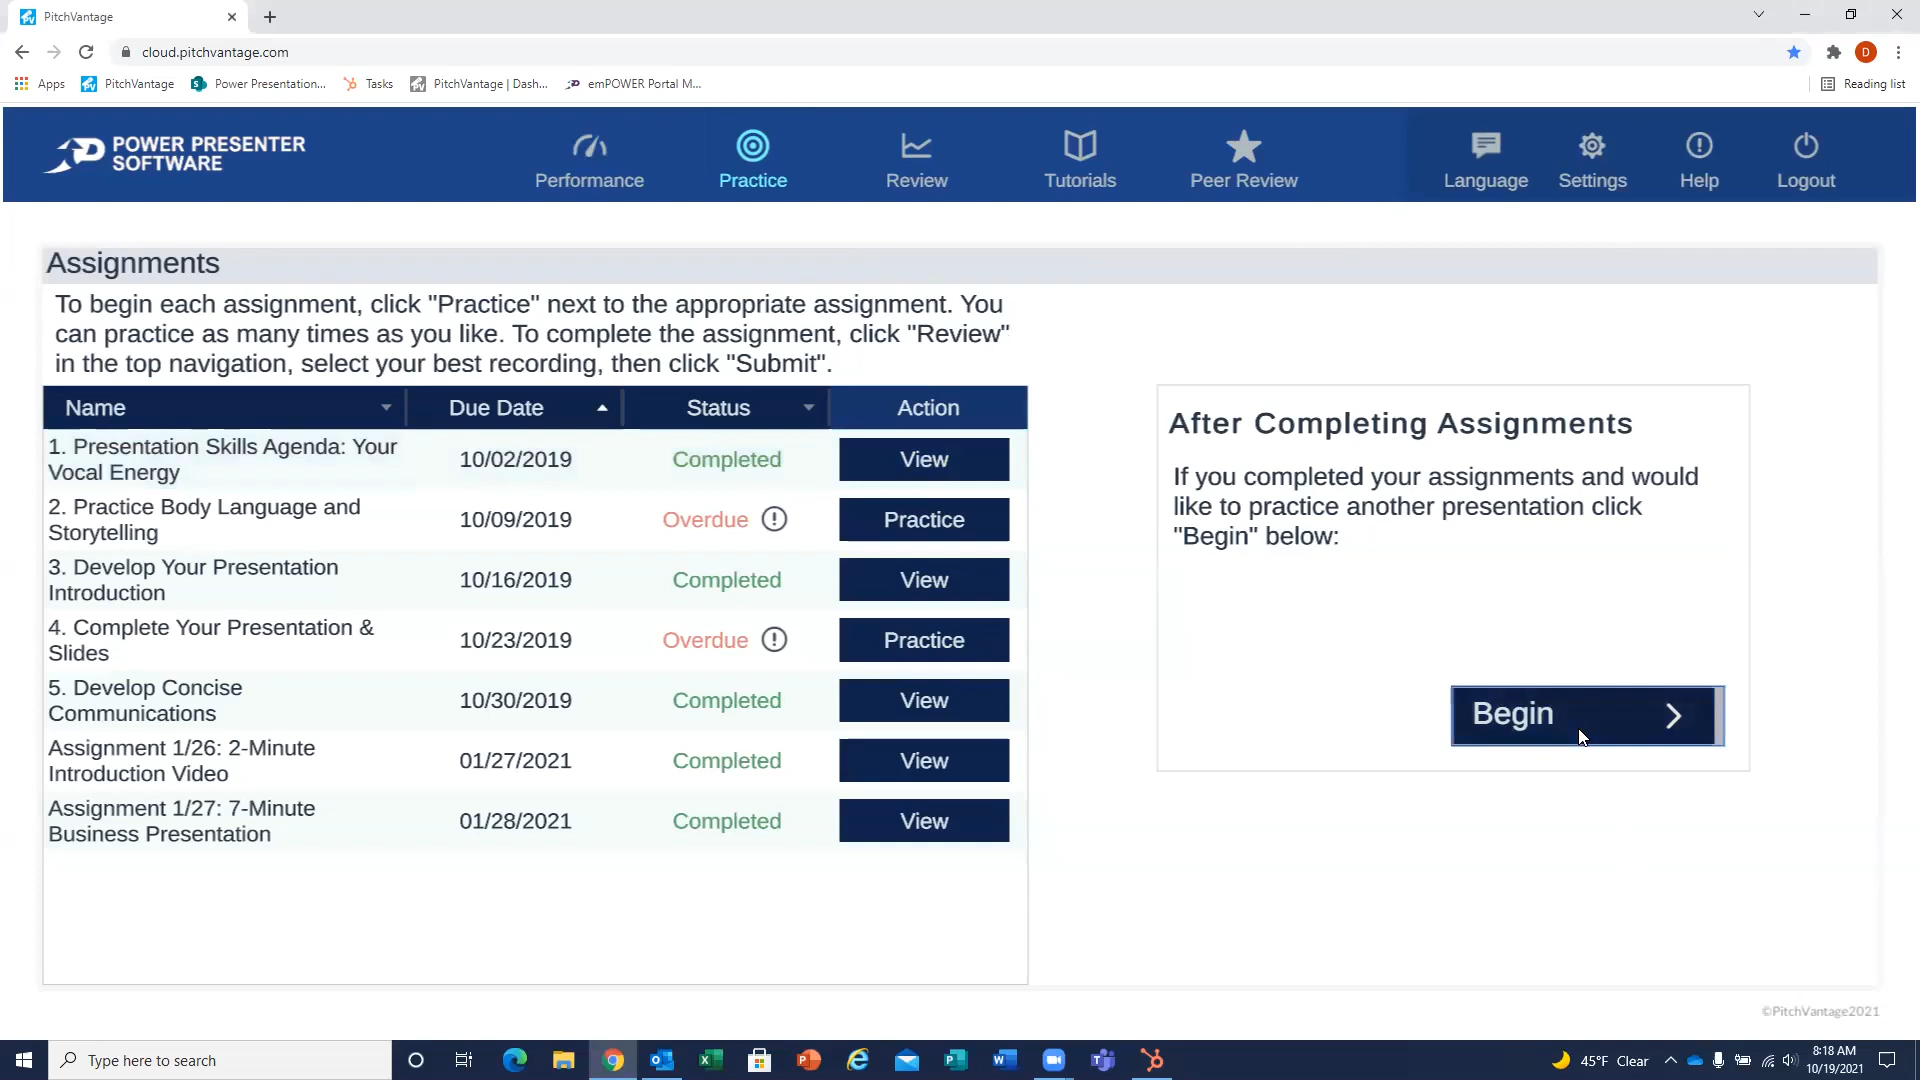 PitchVantage
cloud.pitchvantage.com
D
Apps PitchVantage Power Presentation... Tasks PitchVantage | Dash... emPOWER Portal M... Reading list
POWER PRESENTER
SOFTWARE
Performance Practice Review Tutorials Peer Review Language Settings Help Logout
Assignments
To begin each assignment, click "Practice" next to the appropriate assignment. You
can practice as many times as you like. To complete the assignment, click "Review"
in the top navigation, select your best recording, then click "Submit".
Name Due Date Status Action
1. Presentation Skills Agenda: Your
Vocal Energy
10/02/2019 Completed View
2. Practice Body Language and
Storytelling
10/09/2019 Overdue Practice
3. Develop Your Presentation
Introduction
10/16/2019 Completed View
4. Complete Your Presentation &
Slides
10/23/2019 Overdue Practice
5. Develop Concise
Communications
10/30/2019 Completed View
Assignment 1/26: 2-Minute
Introduction Video
01/27/2021 Completed View
Assignment 1/27: 7-Minute
Business Presentation
01/28/2021 Completed View
After Completing Assignments
If you completed your assignments and would
like to practice another presentation click
"Begin" below:
Begin
©PitchVantage2021
Type here to search
45°F Clear
8:18 AM
10/19/2021